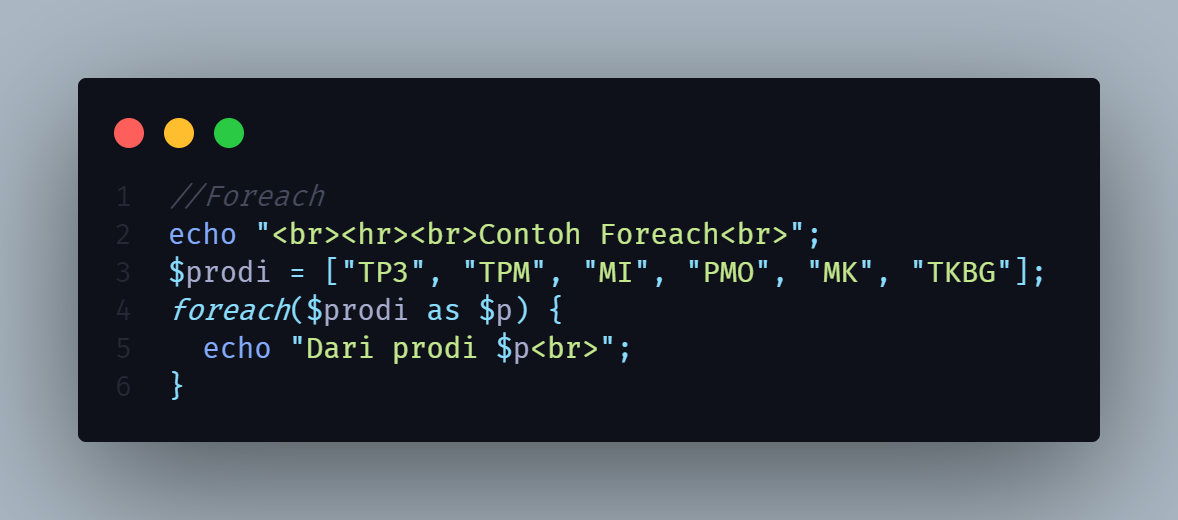 1 //Foreach
2 echo "<br><hr><br>Contoh Foreach<br>";
3 $prodi = ["TP3", "TPM", "MI", "PMO", "MK", "TKBG"];
4 foreach($prodi as $p) {
5   echo "Dari prodi $p<br>";
6 }